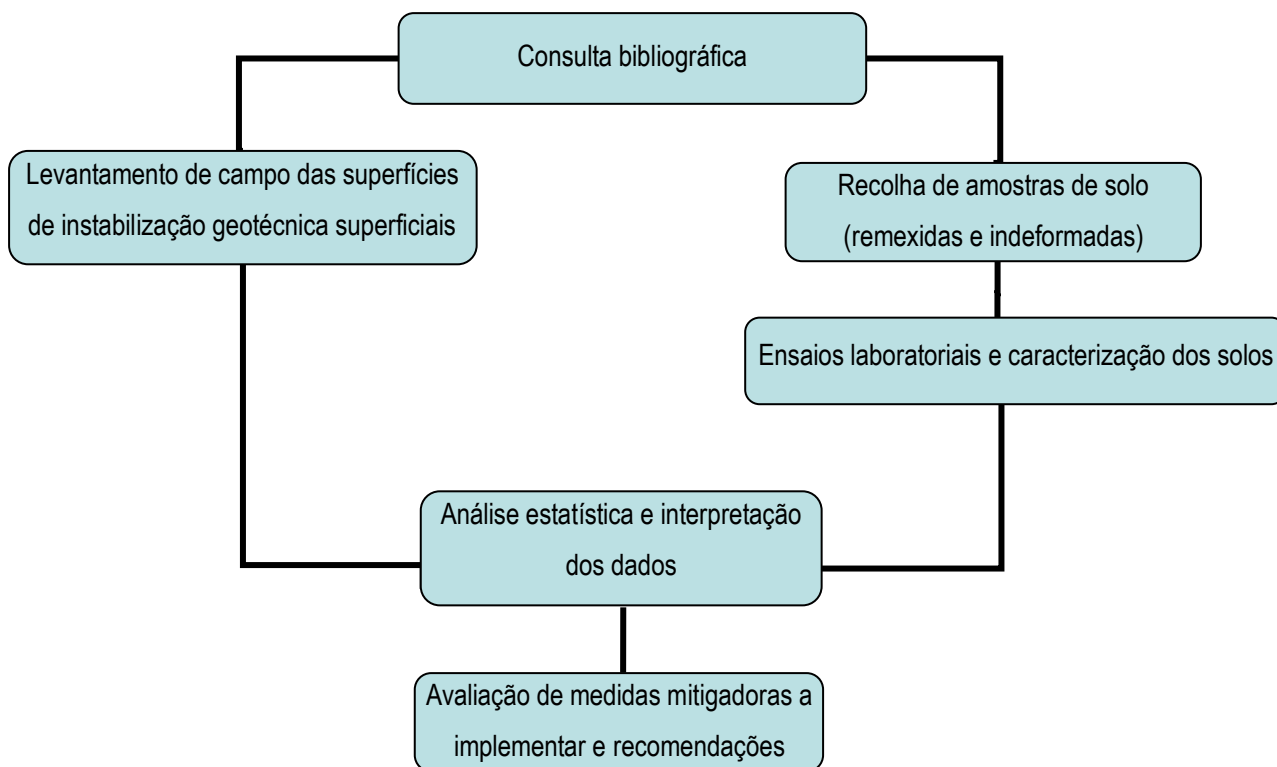 Consulta bibliográfica
Levantamento de campo das superfícies
de instabilização geotécnica superficiais
Recolha de amostras de solo
(remexidas e indeformadas)
Ensaios laboratoriais e caracterização dos solos
Análise estatística e interpretação
dos dados
Avaliação de medidas mitigadoras a
implementar e recomendações